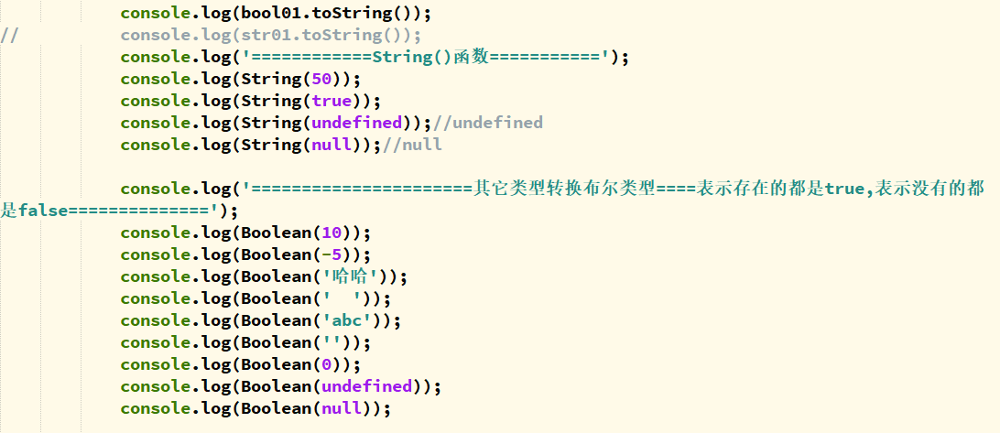 console.log(bool01.toString());
// console.log(str01.toString());
console.log('============String()函数===========');
console.log(String(50));
console.log(String(true));
console.log(String(undefined));//undefined
console.log(String(null));//null
console.log('======================其它类型转换布尔类型====表示存在的都是true,表示没有的都
是false==============');
console.log(Boolean(10));
console.log(Boolean(-5));
console.log(Boolean('哈哈'));
console.log(Boolean('  '));
console.log(Boolean('abc'));
console.log(Boolean(''));
console.log(Boolean(0));
console.log(Boolean(undefined));
console.log(Boolean(null));